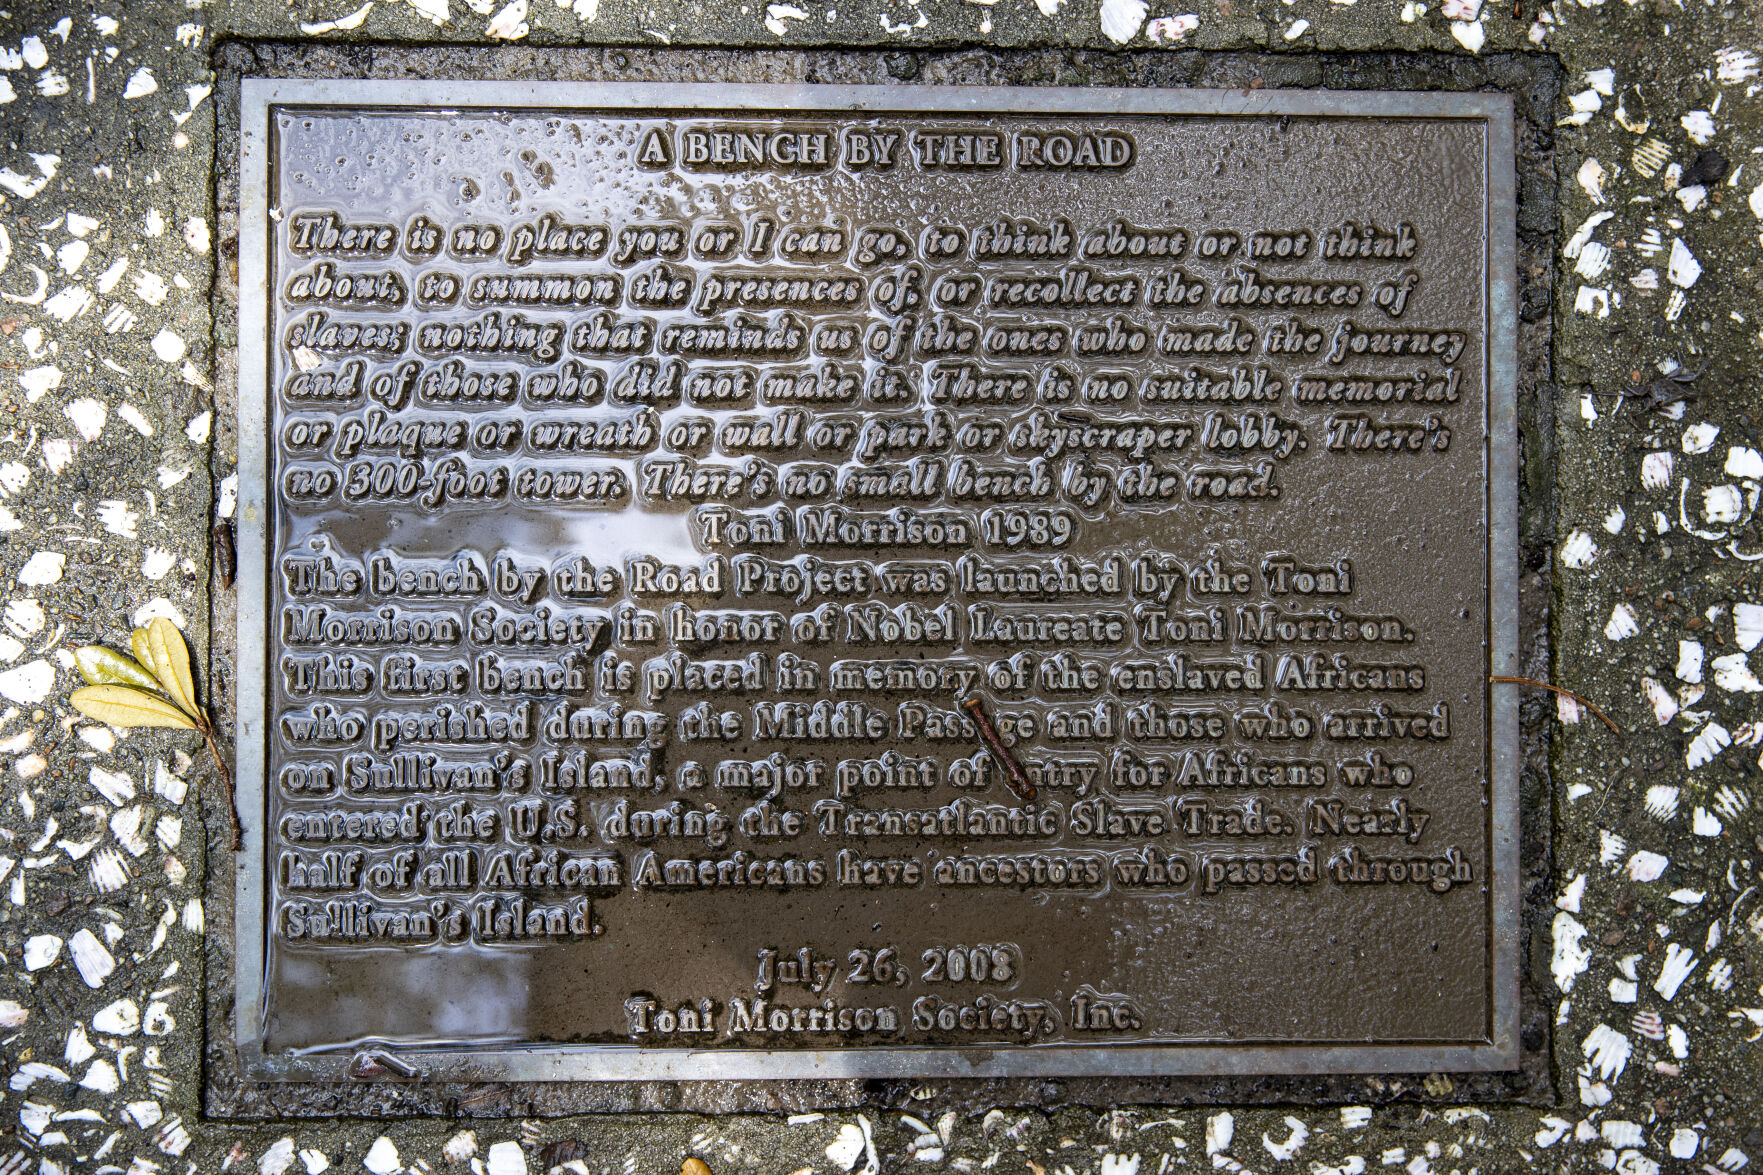 A BENCH BY THE ROAD
There is no place you or I can go, to think about or not think
about, to summon the presences of, or recollect the absences of
slaves; nothing that reminds us of the ones who made the journey
and of those who did not make it. There is no suitable memorial
or plaque or wreath or wall or park or skyscraper lobby. There's
no 300-foot tower. There's no small bench by the road.
Toni Morrison 1989
The bench by the Road Project was launched by the Toni
Morrison Society in honor of Nobel Laureate Toni Morrison.
This first bench is placed in memory of the enslaved Africans
who perished during the Middle Passage and those who arrived
on Sullivan's Island, a major point of entry for Africans who
entered the U.S. during the Transatlantic Slave Trade. Nearly
half of all African Americans have ancestors who passed through
Sullivan's Island.
July 26, 2008
Toni Morrison Society, Inc.